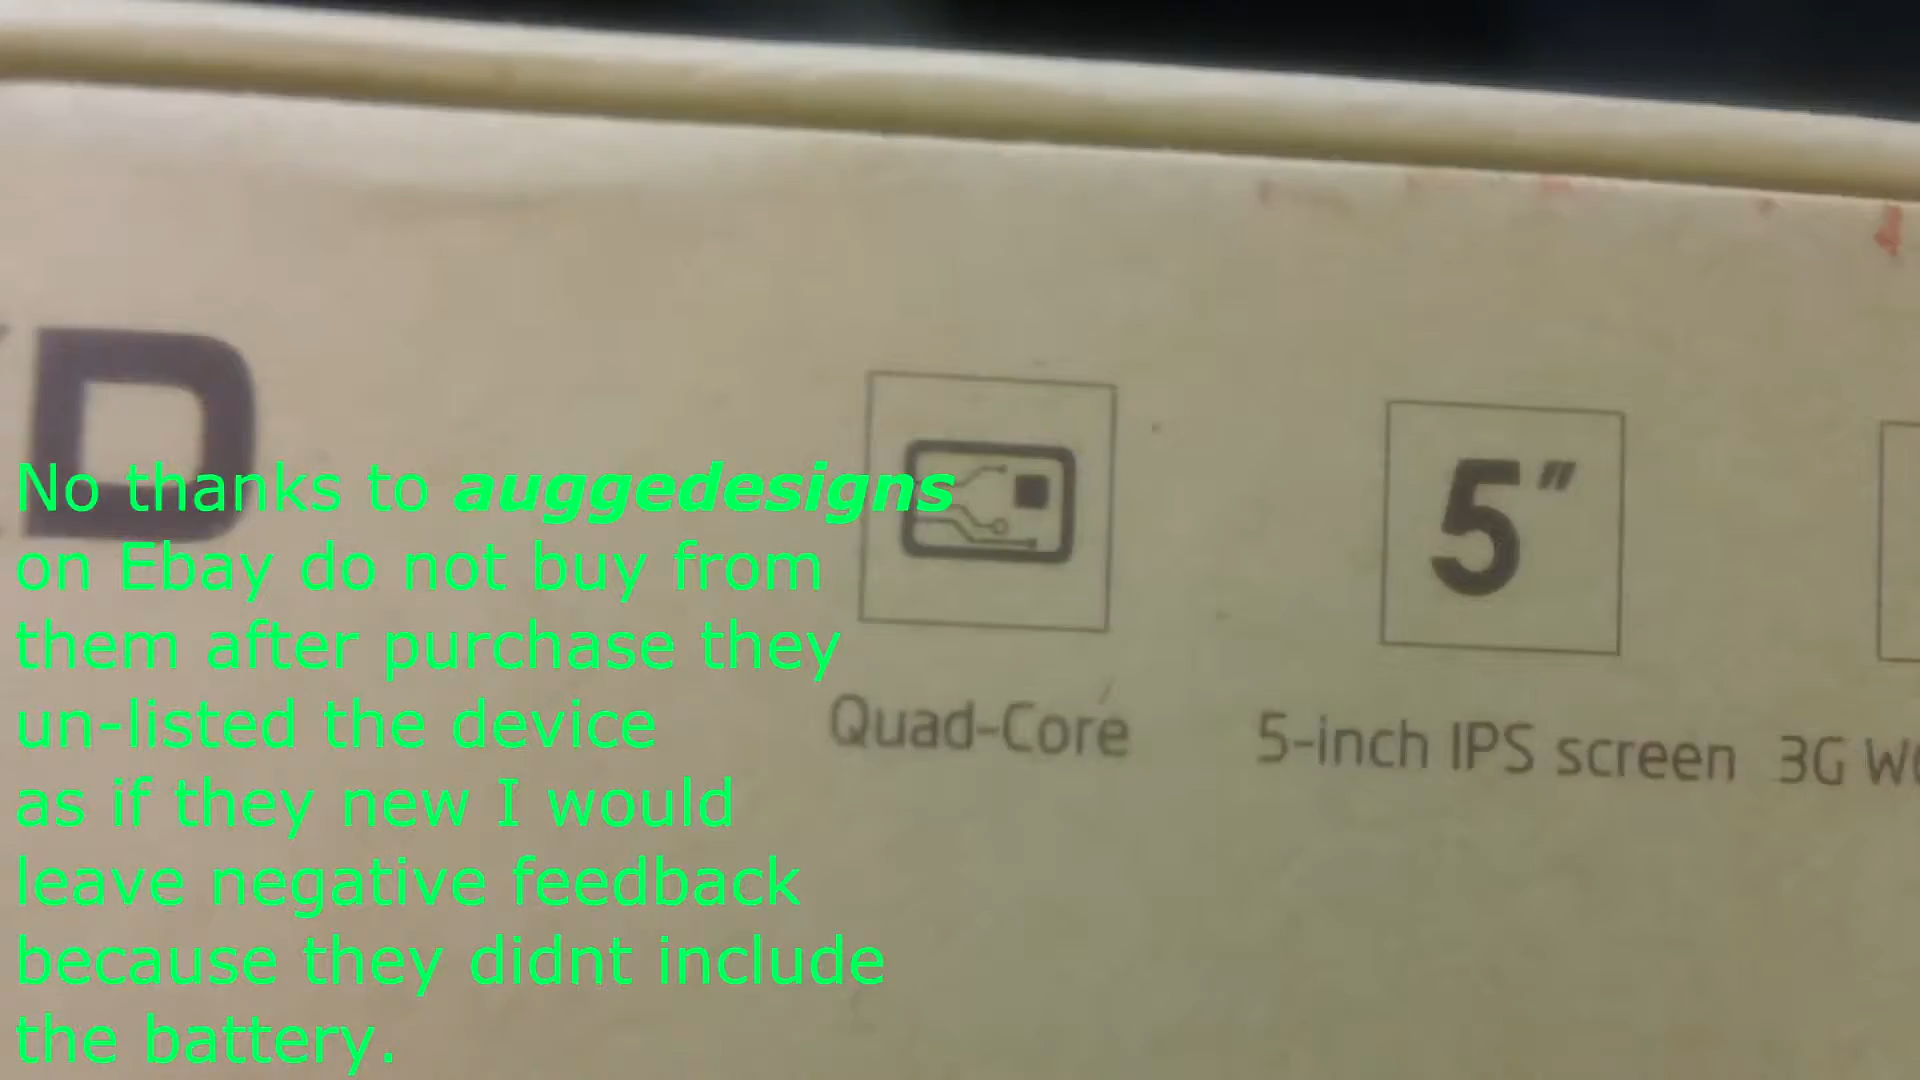 D
No thanks to auggedesigns
on Ebay do not buy from
them after purchase they
un-listed the device
as if they new I would
leave negative feedback
because they didnt include
the battery.
5″
Quad-Core
5-inch IPS screen
3G